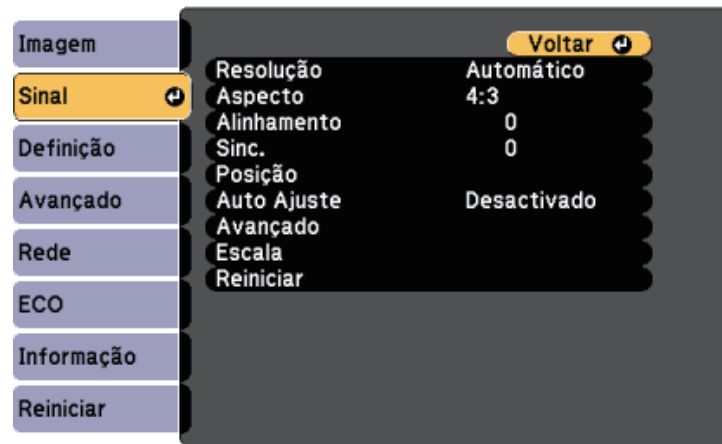 Imagem
Sinal
Definição
Avançado
Rede
ECO
Informação
Reiniciar
Voltar
Resolução Automático
Aspecto 4:3
Alinhamento 0
Sinc. 0
Posição
Auto Ajuste Desactivado
Avançado
Escala
Reiniciar